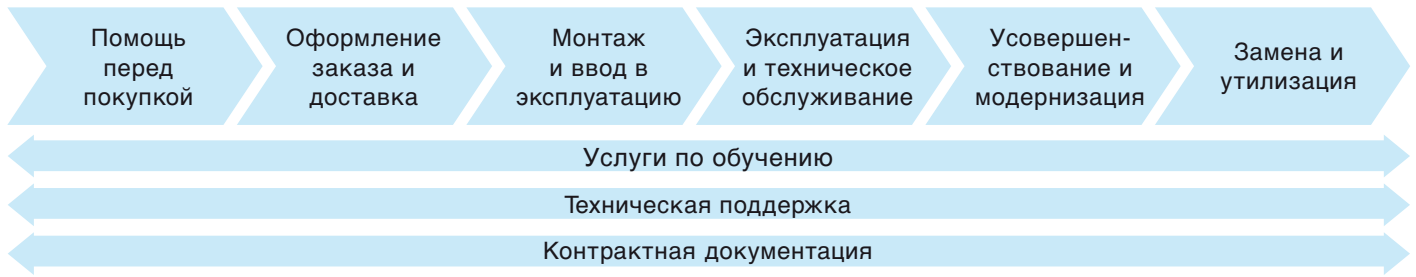 Помощь
перед
покупкой
Оформление
заказа и
доставка
Монтаж
и ввод в
эксплуатацию
Эксплуатация
и техническое
обслуживание
Усовершен-
ствование и
модернизация
Замена и
утилизация
Услуги по обучению
Техническая поддержка
Контрактная документация